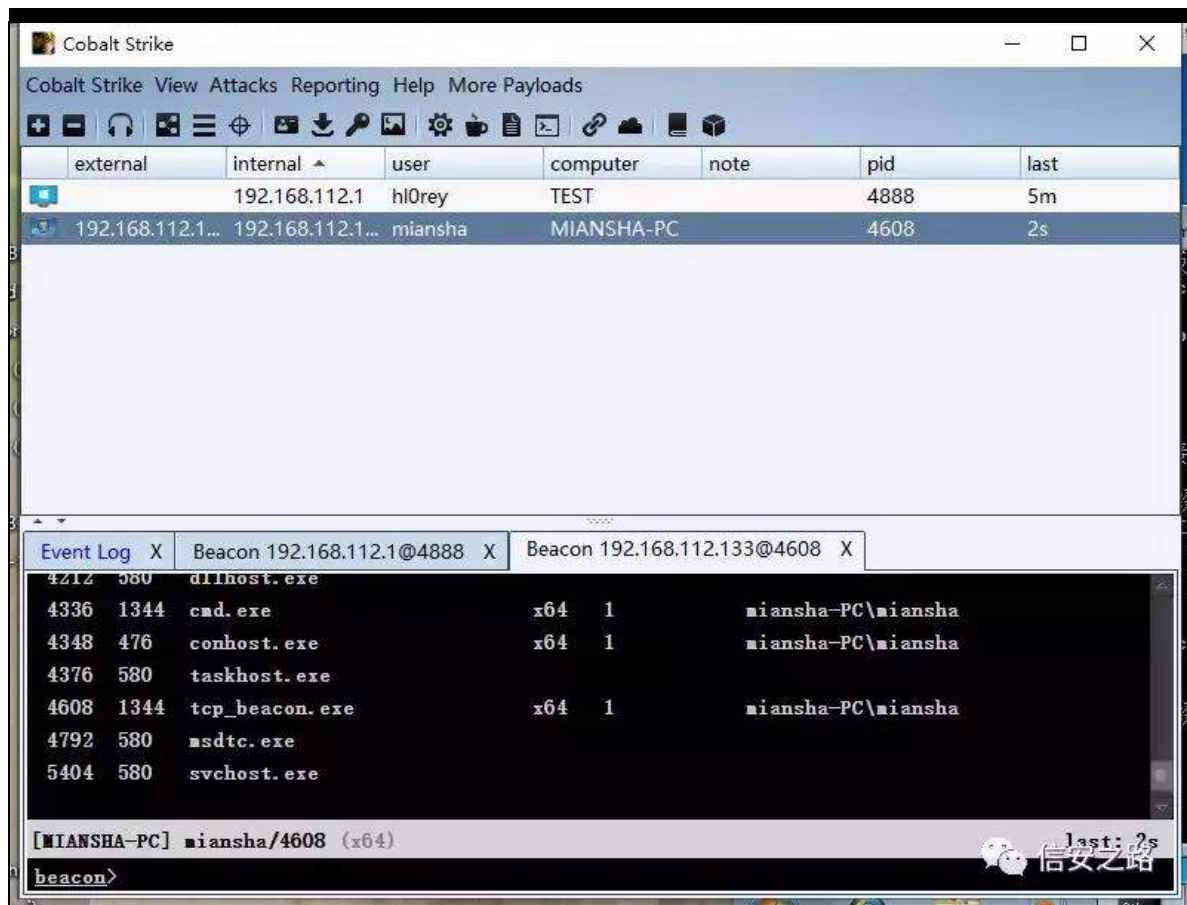 Cobalt Strike
Cobalt Strike View Attacks Reporting Help More Payloads
external internal user computer note pid last
192.168.112.1 hl0rey TEST 4888 5m
192.168.112.1... 192.168.112.1... miansha MIANSHA-PC 4608 2s
Event Log X Beacon 192.168.112.1@4888 X Beacon 192.168.112.133@4608 X
4212 580 dllhost.exe
4336 1344 cmd.exe x64 1 miansha-PC\miansha
4348 476 conhost.exe x64 1 miansha-PC\miansha
4376 580 taskhost.exe
4608 1344 tcp_beacon.exe x64 1 miansha-PC\miansha
4792 580 msdtc.exe
5404 580 svchost.exe
[MIANSHA-PC] miansha/4608 (x64) last: 2s
beacon>
信安之路